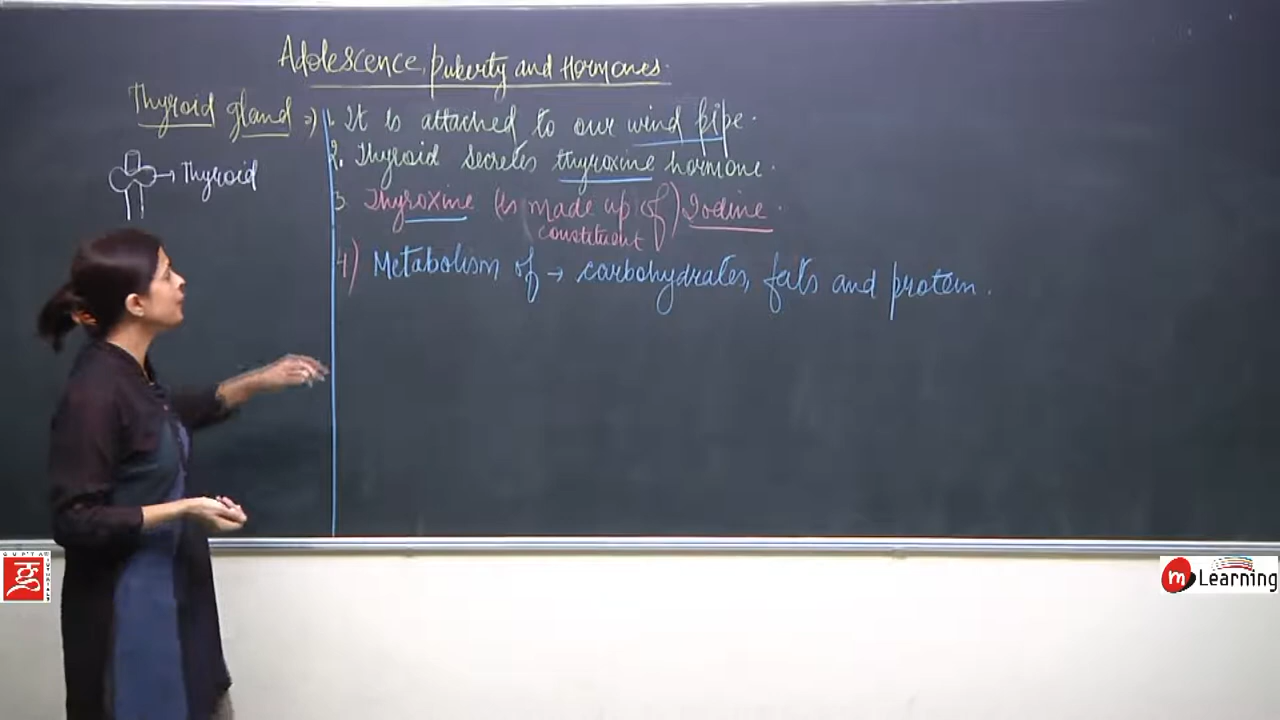 Adolescence, Puberty and Hormones.
Thyroid gland => 1. It is attached to our wind pipe.
→ Thyroid
2. Thyroid secretes thyroxine hormone.
3. Thyroxine (is made up of) Iodine.
constituent
4) Metabolism of → carbohydrates, fats and protein.
GUPTA
m Learning